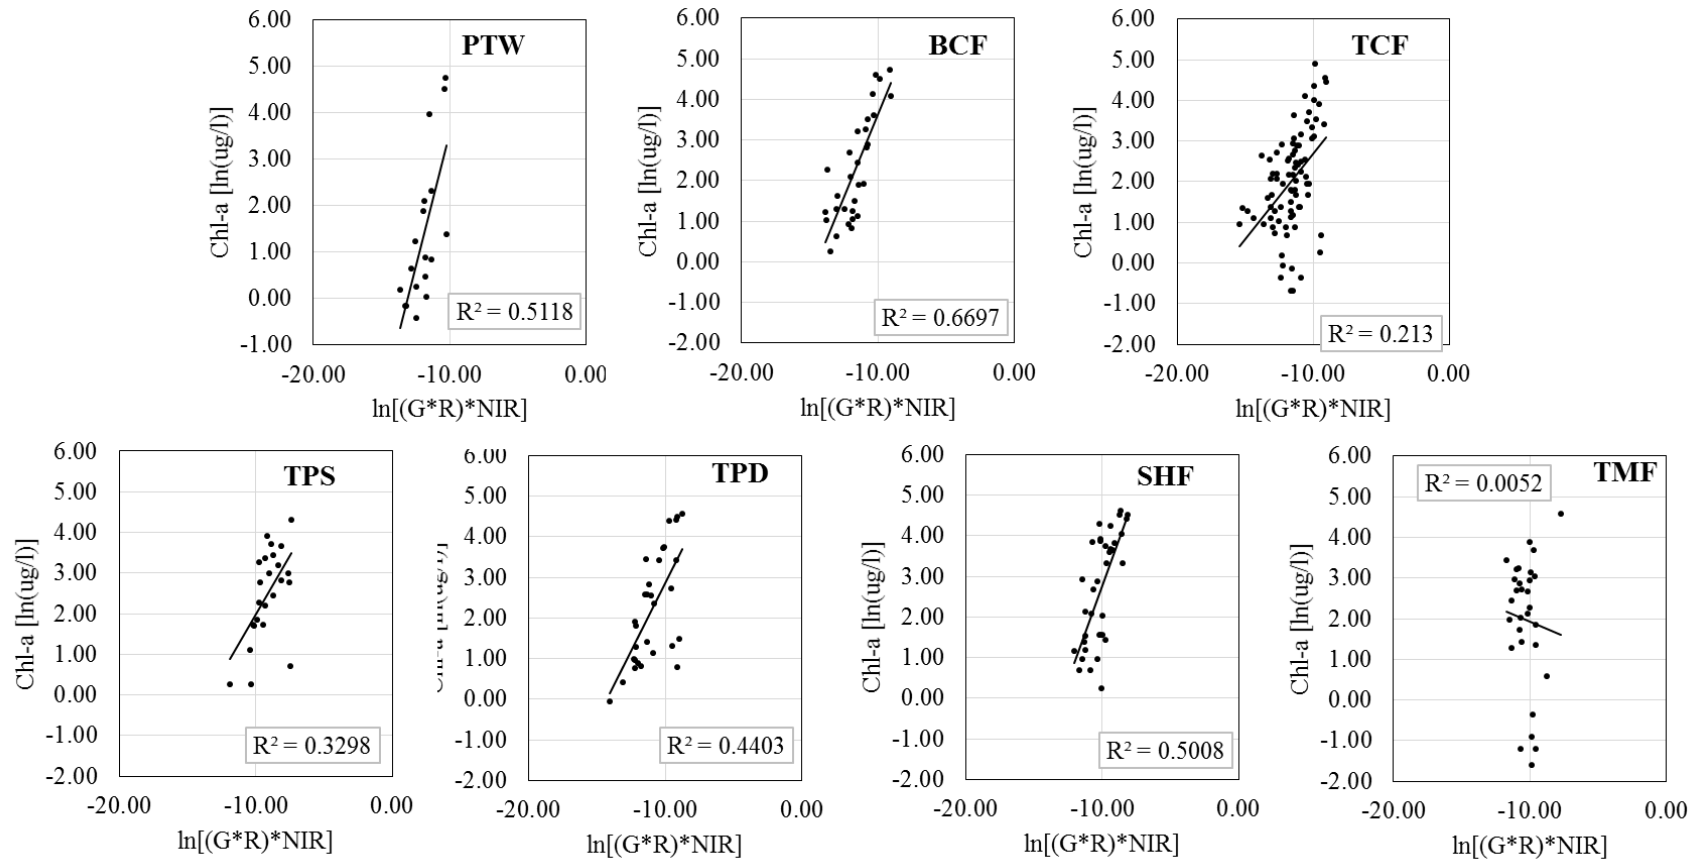 PTW
6.00
5.00
4.00
3.00
2.00
1.00
0.00
-1.00
Chl-a [ln(ug/l)]
R² = 0.5118
-20.00 -10.00 0.00
ln[(G*R)*NIR]
BCF
6.00
5.00
4.00
3.00
2.00
1.00
0.00
-1.00
-2.00
Chl-a [ln(ug/l)]
R² = 0.6697
-20.00 -10.00 0.00
ln[(G*R)*NIR]
TCF
6.00
5.00
4.00
3.00
2.00
1.00
0.00
-1.00
-2.00
Chl-a [ln(ug/l)]
R² = 0.213
-20.00 -10.00 0.00
ln[(G*R)*NIR]
TPS
6.00
5.00
4.00
3.00
2.00
1.00
0.00
-1.00
-2.00
Chl-a [ln(ug/l)]
R² = 0.3298
-20.00 -10.00 0.00
ln[(G*R)*NIR]
TPD
6.00
5.00
4.00
3.00
2.00
1.00
0.00
-1.00
-2.00
Chl-a [ln(ug/l)]
R² = 0.4403
-20.00 -10.00 0.00
ln[(G*R)*NIR]
SHF
6.00
5.00
4.00
3.00
2.00
1.00
0.00
-1.00
-2.00
Chl-a [ln(ug/l)]
R² = 0.5008
-20.00 -10.00 0.00
ln[(G*R)*NIR]
TMF
6.00
5.00
4.00
3.00
2.00
1.00
0.00
-1.00
-2.00
Chl-a [ln(ug/l)]
R² = 0.0052
-20.00 -10.00 0.00
ln[(G*R)*NIR]